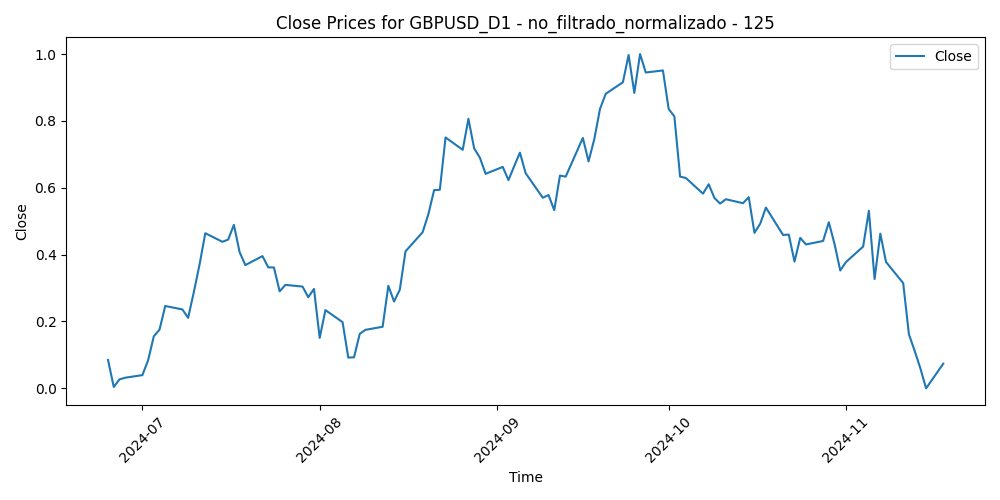 Close Prices for GBPUSD_D1 - no_filtrado_normalizado - 125
Close
1.0
0.8
0.6
0.4
0.2
0.0
Close
2024-07
2024-08
2024-09
2024-10
2024-11
Time